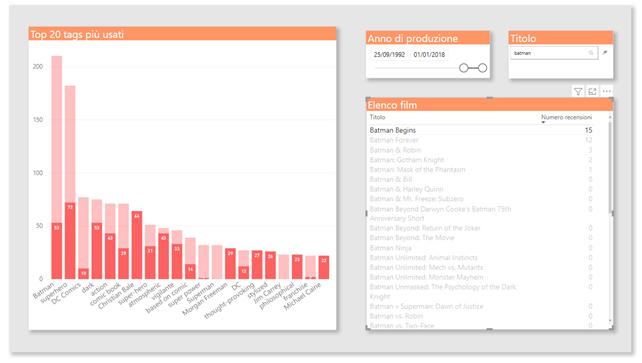 Top 20 tags più usati
200
150
100
50
0
53
72
10
53
43
29
64
31
43
33
14
29
12
27
26
23
22
Batman
superhero
DC Comics
dark
action
comic book
Christian Bale
super-hero
atmospheric
vigilante
based on comic
super power
Superman
Morgan Freeman
DC
thought-provoking
stylized
Jim Carrey
philosophical
franchise
Michael Caine
Anno di produzione
25/09/1992 01/01/2018
Titolo
batman
Elenco film
Titolo Numero recensioni
Batman Begins 15
Batman Forever 12
Batman & Robin 3
Batman: Gotham Knight 2
Batman: Mask of the Phantasm 1
Batman & Bill 0
Batman & Harley Quinn 0
Batman & Mr. Freeze: Subzero 0
Batman Beyond Darwyn Cooke's Batman 75th 0
Anniversary Short
Batman Beyond: Return of the Joker 0
Batman Beyond: The Movie 0
Batman Ninja 0
Batman Unlimited: Animal Instincts 0
Batman Unlimited: Mech vs. Mutants 0
Batman Unlimited: Monster Mayhem 0
Batman Unmasked: The Psychology of the Dark 0
Knight
Batman v Superman: Dawn of Justice 0
Batman vs. Robin 0
Batman vs. Two-Face 0